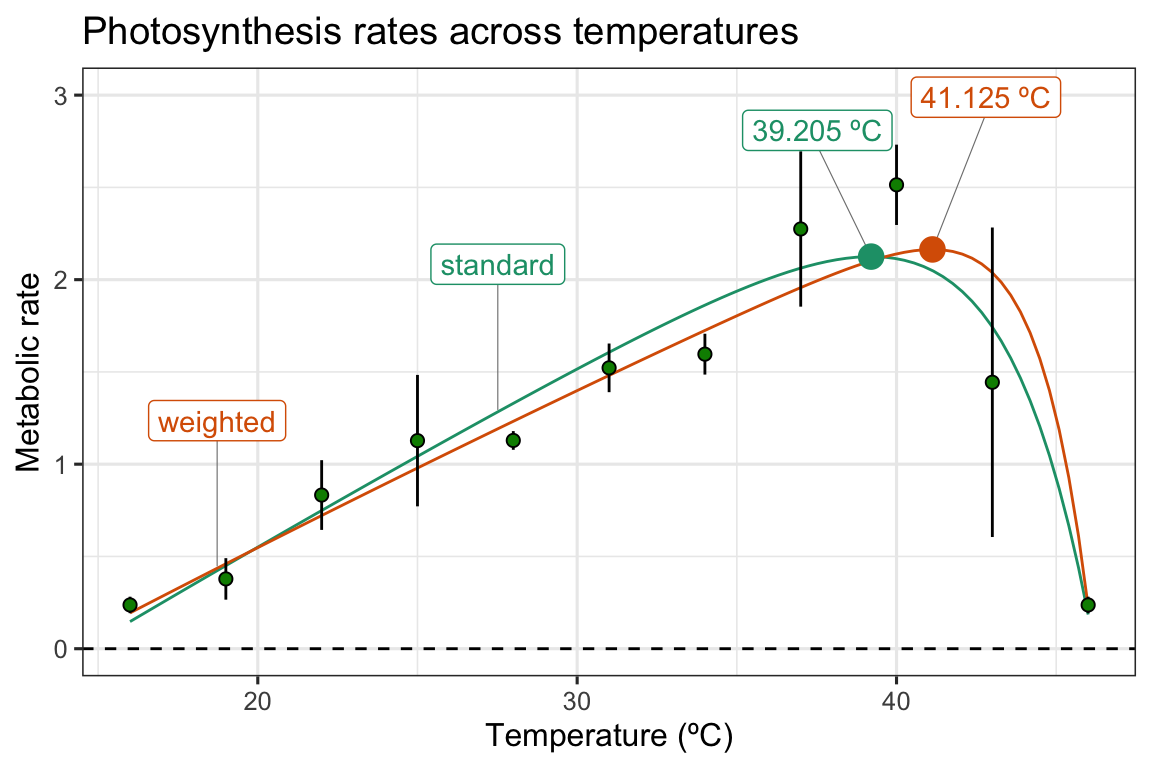 Photosynthesis rates across temperatures
3
41.125 ºC
39.205 ºC
2
standard
Metabolic rate
weighted
1
0
20
30
40
Temperature (ºC)